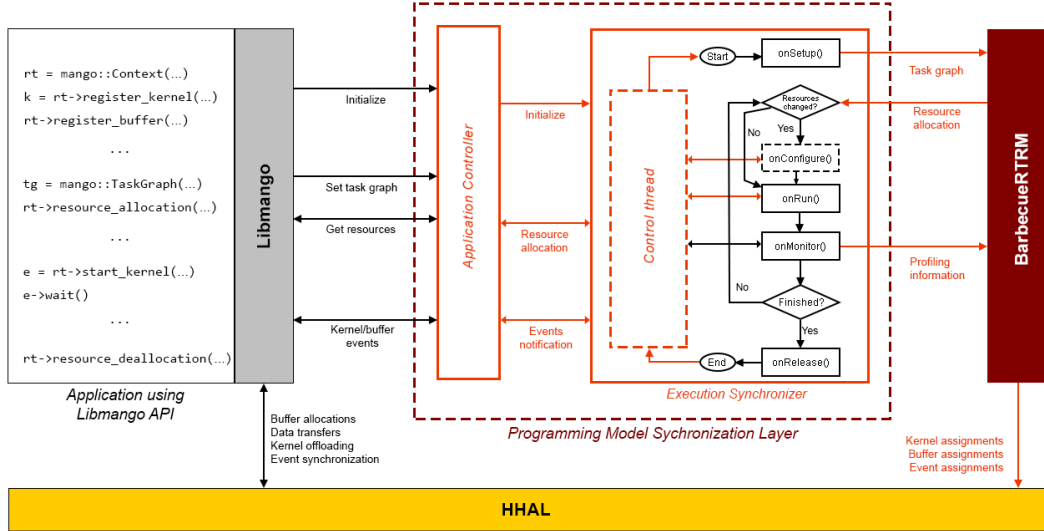 rt = mango::Context(...)
k = rt->register_kernel(...)
rt->register_buffer(...)
...
tg = mango::TaskGraph(...)
rt->resource_allocation(...)
...
e = rt->start_kernel(...)
e->wait()
...
rt->resource_deallocation(...)
Application using
Libmango API
Libmango
Initialize
Set task graph
Get resources
Kernel/buffer
events
Buffer allocations
Data transfers
Kernel offloading
Event synchronization
Application Controller
Initialize
Resource
allocation
Events
notification
Control thread
Start
onSetup()
Resources
changed?
No
Yes
onConfigure()
onRun()
onMonitor()
No
Finished?
Yes
End
onRelease()
Execution Synchronizer
Programming Model Sychronization Layer
Task graph
Resource
allocation
Profiling
information
BarbecueRTRM
Kernel assignments
Buffer assignments
Event assignments
HHAL